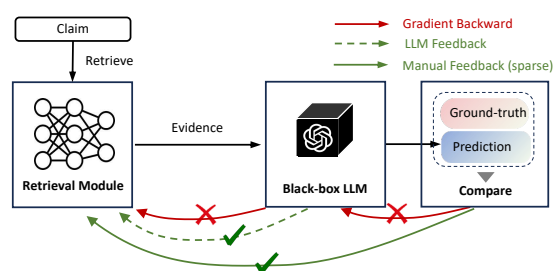 Claim
Gradient Backward
LLM Feedback
Manual Feedback (sparse)
Retrieve
Evidence
Ground-truth
Prediction
Retrieval Module
Black-box LLM
Compare